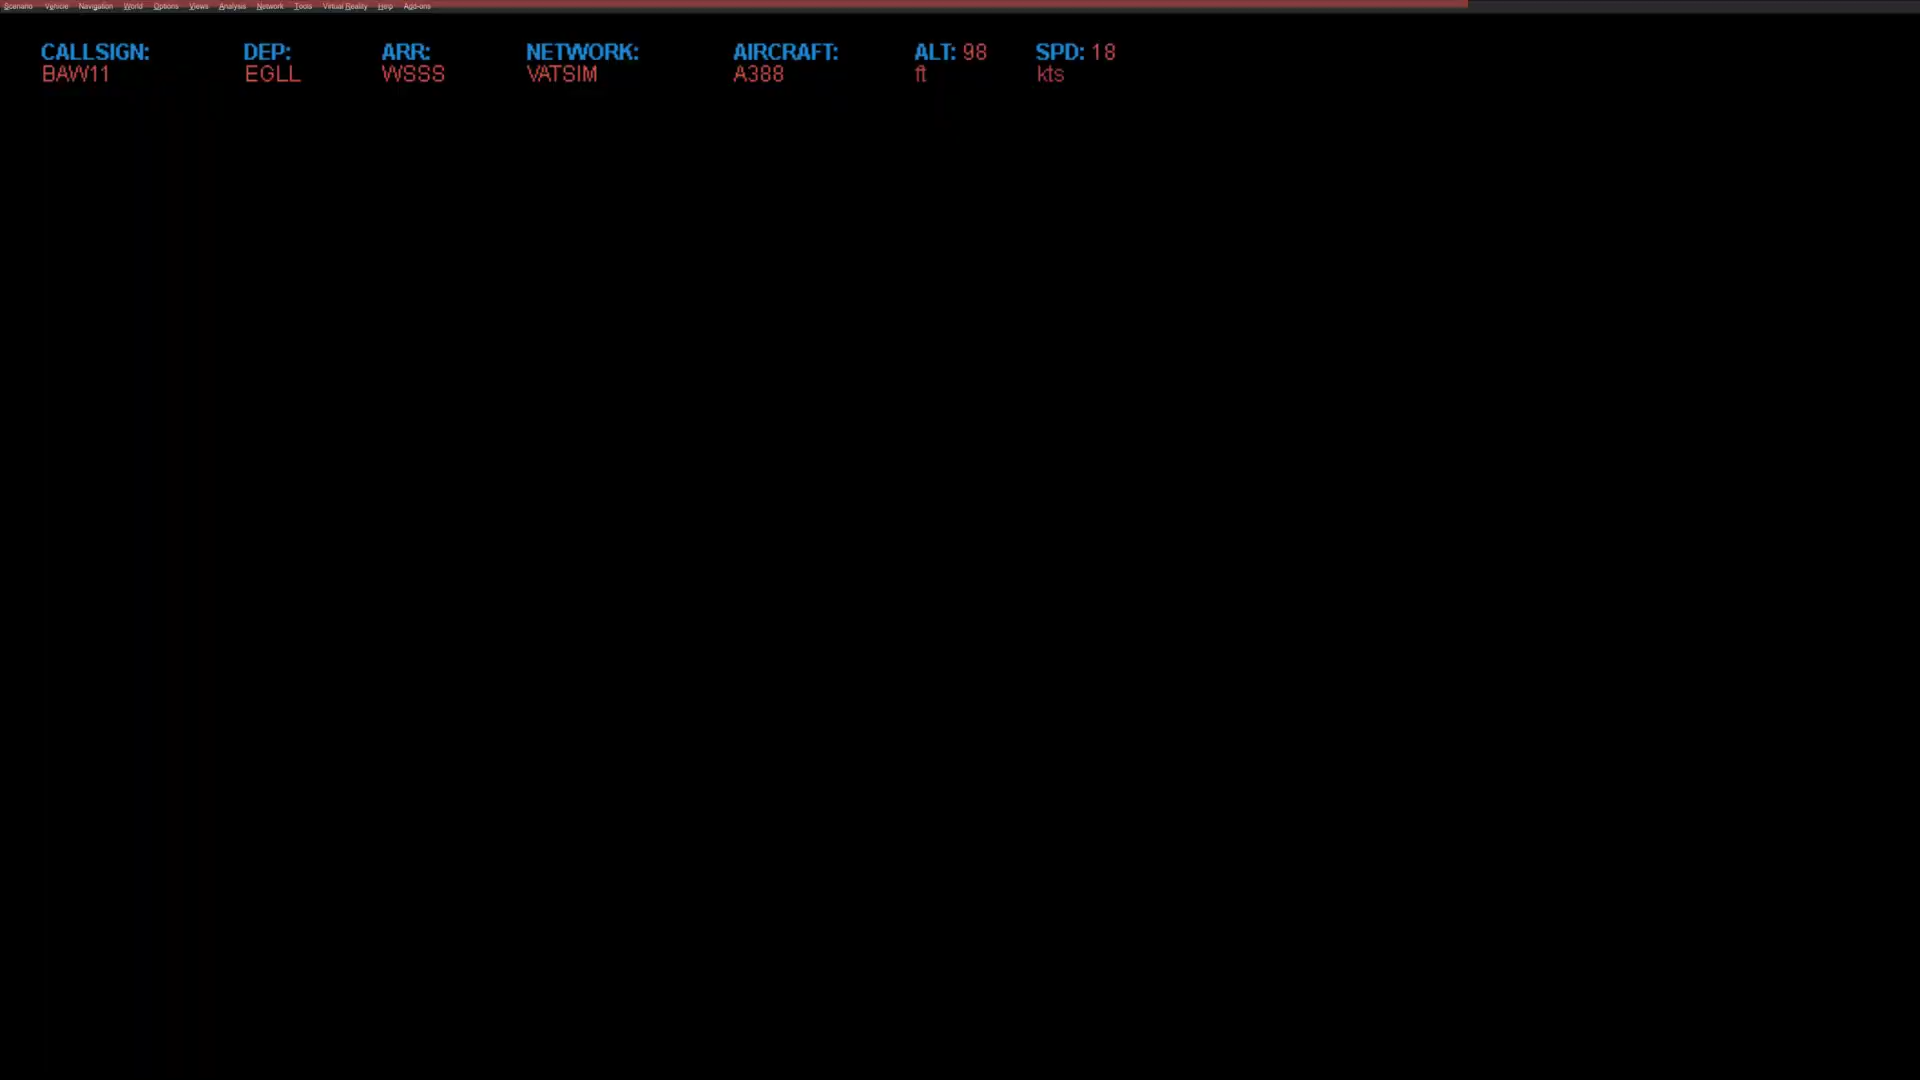 Scenario Vehicle Navigation World Options Views Analysis Network Tools Virtual Reality Help Add-ons
CALLSIGN: DEP: ARR: NETWORK: AIRCRAFT: ALT: 98 SPD: 18
BAW11 EGLL WSSS VATSIM A388 ft kts